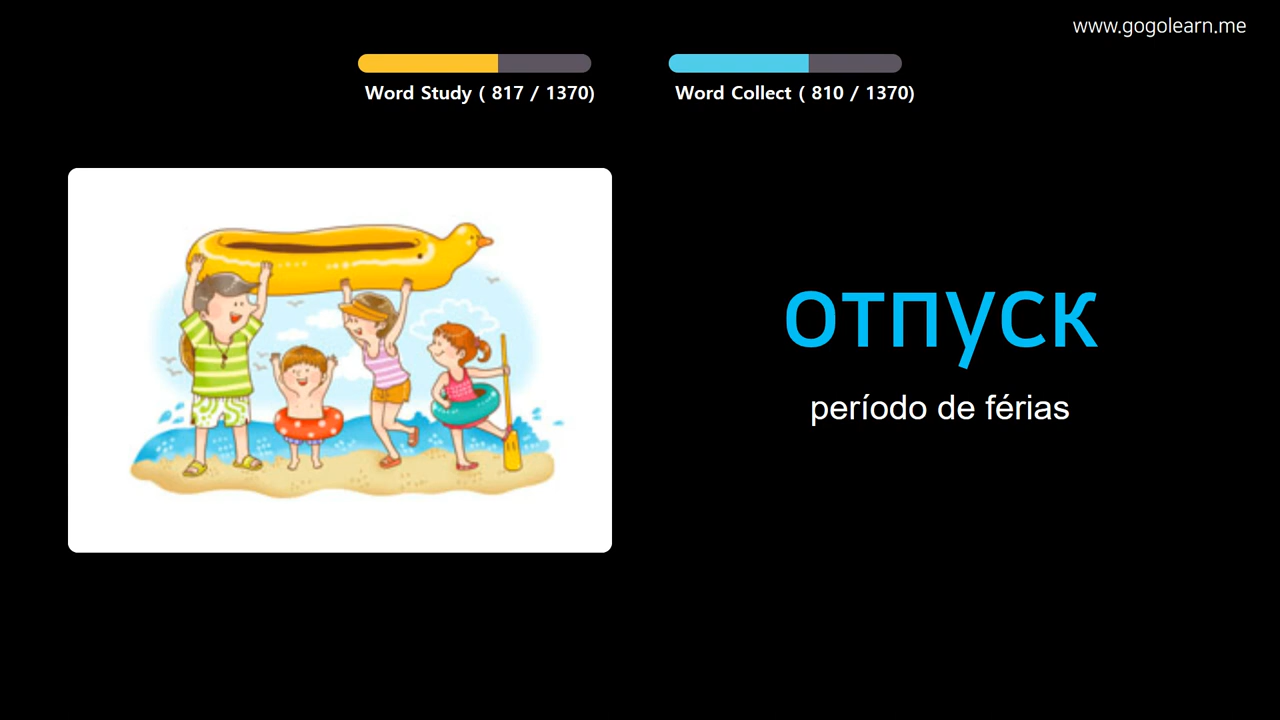 www.gogolearn.me
Word Study ( 817 / 1370)
Word Collect ( 810 / 1370)
отпуск
período de férias